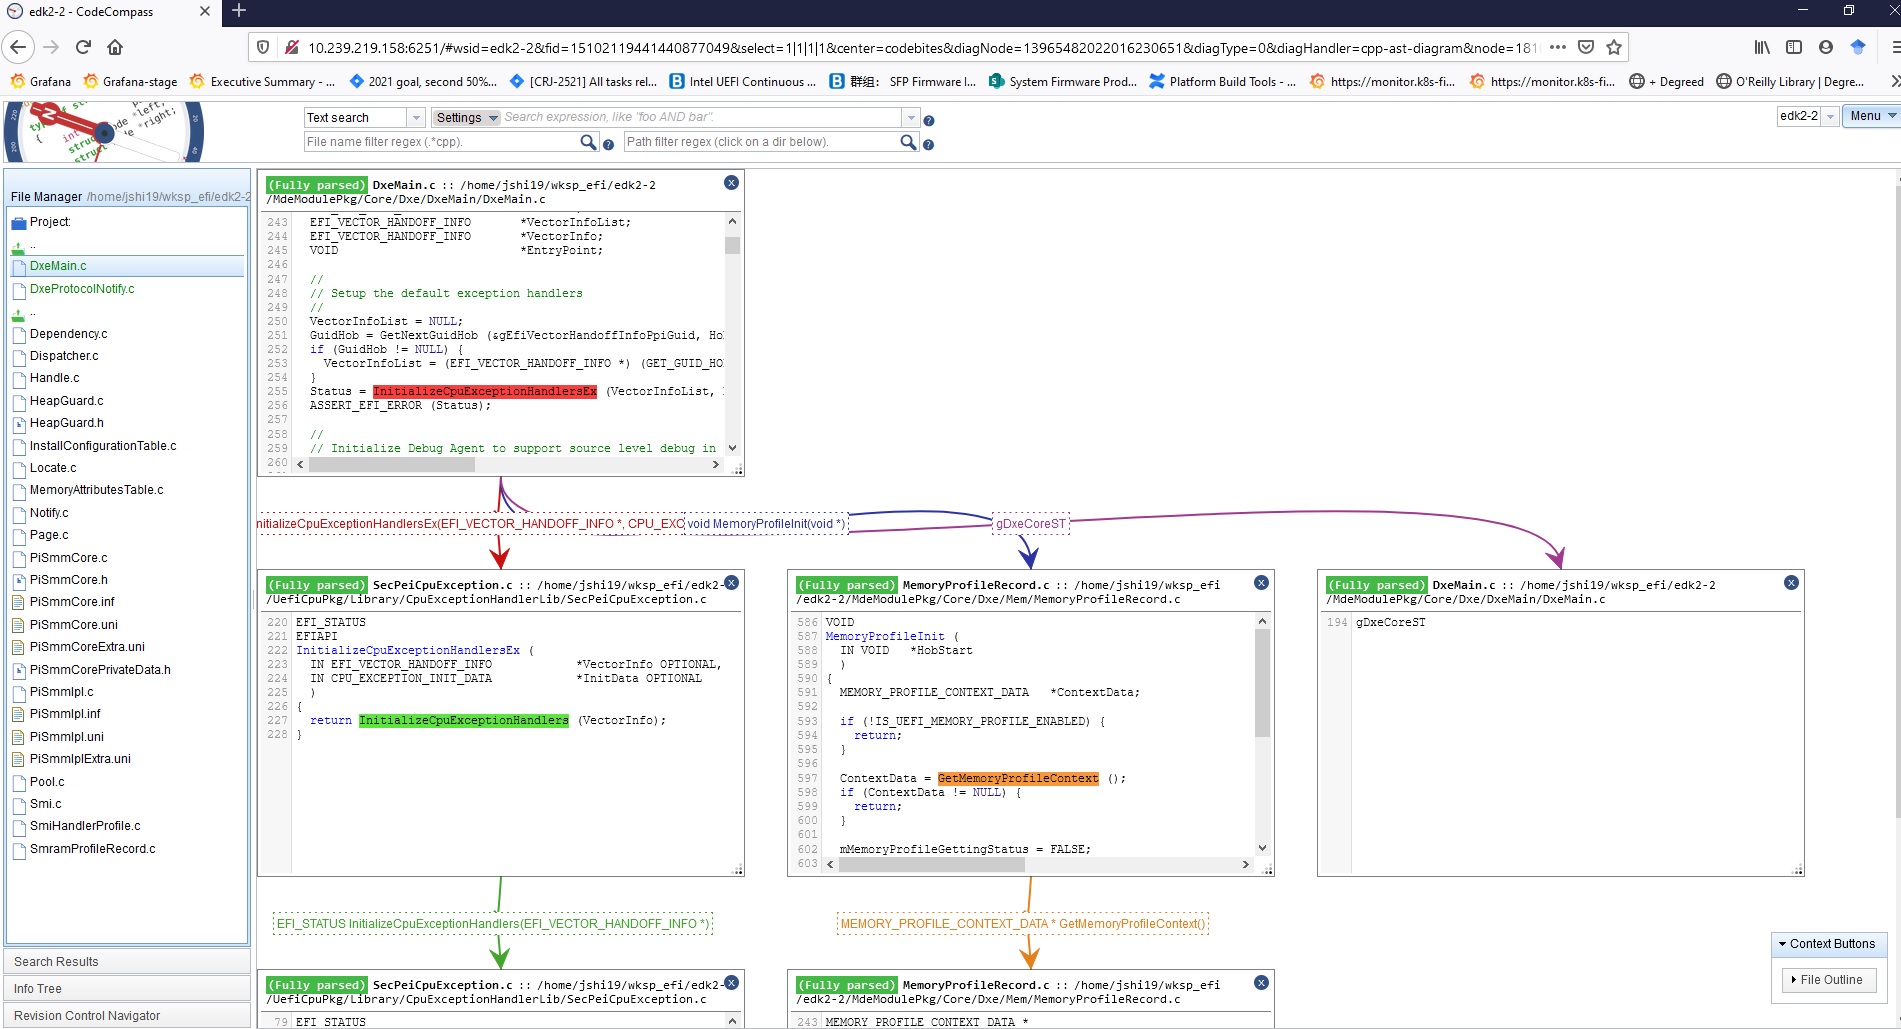 edk2-2 - CodeCompass
10.239.219.158:6251/#wsid=edk2-2&fid=15102119441440877049&select=1|1|1|1&center=codebites&diagNode=13965482022016230651&diagType=0&diagHandler=cpp-ast-diagram&node=181
Grafana
Grafana-stage
Executive Summary - ...
2021 goal, second 50%...
[CRJ-2521] All tasks rel...
Intel UEFI Continuous ...
群组： SFP Firmware I...
System Firmware Prod...
Platform Build Tools - ...
https://monitor.k8s-fi...
https://monitor.k8s-fi...
+ Degreed
O'Reilly Library | Degre...
Text search
Settings
Search expression, like "foo AND bar".
edk2-2
Menu
File name filter regex (.*cpp).
Path filter regex (click on a dir below).
File Manager /home/jshi19/wksp_efi/edk2-2
Project:
..
DxeMain.c
DxeProtocolNotify.c
..
Dependency.c
Dispatcher.c
Handle.c
HeapGuard.c
HeapGuard.h
InstallConfigurationTable.c
Locate.c
MemoryAttributesTable.c
Notify.c
Page.c
PiSmmCore.c
PiSmmCore.h
PiSmmCore.inf
PiSmmCore.uni
PiSmmCoreExtra.uni
PiSmmCorePrivateData.h
PiSmmIpl.c
PiSmmIpl.inf
PiSmmIpl.uni
PiSmmIplExtra.uni
Pool.c
Smi.c
SmiHandlerProfile.c
SmramProfileRecord.c
Search Results
Info Tree
Revision Control Navigator
(Fully parsed) DxeMain.c :: /home/jshi19/wksp_efi/edk2-2
/MdeModulePkg/Core/Dxe/DxeMain/DxeMain.c
243 EFI_VECTOR_HANDOFF_INFO *VectorInfoList;
244 EFI_VECTOR_HANDOFF_INFO *VectorInfo;
245 VOID *EntryPoint;
246
247 //
248 // Setup the default exception handlers
249 //
250 VectorInfoList = NULL;
251 GuidHob = GetNextGuidHob (&gEfiVectorHandoffInfoPpiGuid, Ho
252 if (GuidHob != NULL) {
253 VectorInfoList = (EFI_VECTOR_HANDOFF_INFO *) (GET_GUID_HO
254 }
255 Status = InitializeCpuExceptionHandlersEx (VectorInfoList,
256 ASSERT_EFI_ERROR (Status);
257
258 //
259 // Initialize Debug Agent to support source level debug in
260
nitializeCpuExceptionHandlersEx(EFI_VECTOR_HANDOFF_INFO *, CPU_EXC
void MemoryProfileInit(void *)
gDxeCoreST
(Fully parsed) SecPeiCpuException.c :: /home/jshi19/wksp_efi/edk2-
/UefiCpuPkg/Library/CpuExceptionHandlerLib/SecPeiCpuException.c
220 EFI_STATUS
221 EFIAPI
222 InitializeCpuExceptionHandlersEx (
223 IN EFI_VECTOR_HANDOFF_INFO *VectorInfo OPTIONAL,
224 IN CPU_EXCEPTION_INIT_DATA *InitData OPTIONAL
225 )
226 {
227 return InitializeCpuExceptionHandlers (VectorInfo);
228 }
(Fully parsed) MemoryProfileRecord.c :: /home/jshi19/wksp_efi
/edk2-2/MdeModulePkg/Core/Dxe/Mem/MemoryProfileRecord.c
586 VOID
587 MemoryProfileInit (
588 IN VOID *HobStart
589 )
590 {
591 MEMORY_PROFILE_CONTEXT_DATA *ContextData;
592
593 if (!IS_UEFI_MEMORY_PROFILE_ENABLED) {
594 return;
595 }
596
597 ContextData = GetMemoryProfileContext ();
598 if (ContextData != NULL) {
599 return;
600 }
601
602 mMemoryProfileGettingStatus = FALSE;
603
(Fully parsed) DxeMain.c :: /home/jshi19/wksp_efi/edk2-2
/MdeModulePkg/Core/Dxe/DxeMain/DxeMain.c
194 gDxeCoreST
EFI_STATUS InitializeCpuExceptionHandlers(EFI_VECTOR_HANDOFF_INFO *)
MEMORY_PROFILE_CONTEXT_DATA * GetMemoryProfileContext()
(Fully parsed) SecPeiCpuException.c :: /home/jshi19/wksp_efi/edk2-
/UefiCpuPkg/Library/CpuExceptionHandlerLib/SecPeiCpuException.c
79 EFI STATUS
(Fully parsed) MemoryProfileRecord.c :: /home/jshi19/wksp_efi
/edk2-2/MdeModulePkg/Core/Dxe/Mem/MemoryProfileRecord.c
243 MEMORY PROFILE CONTEXT DATA *
Context Buttons
File Outline